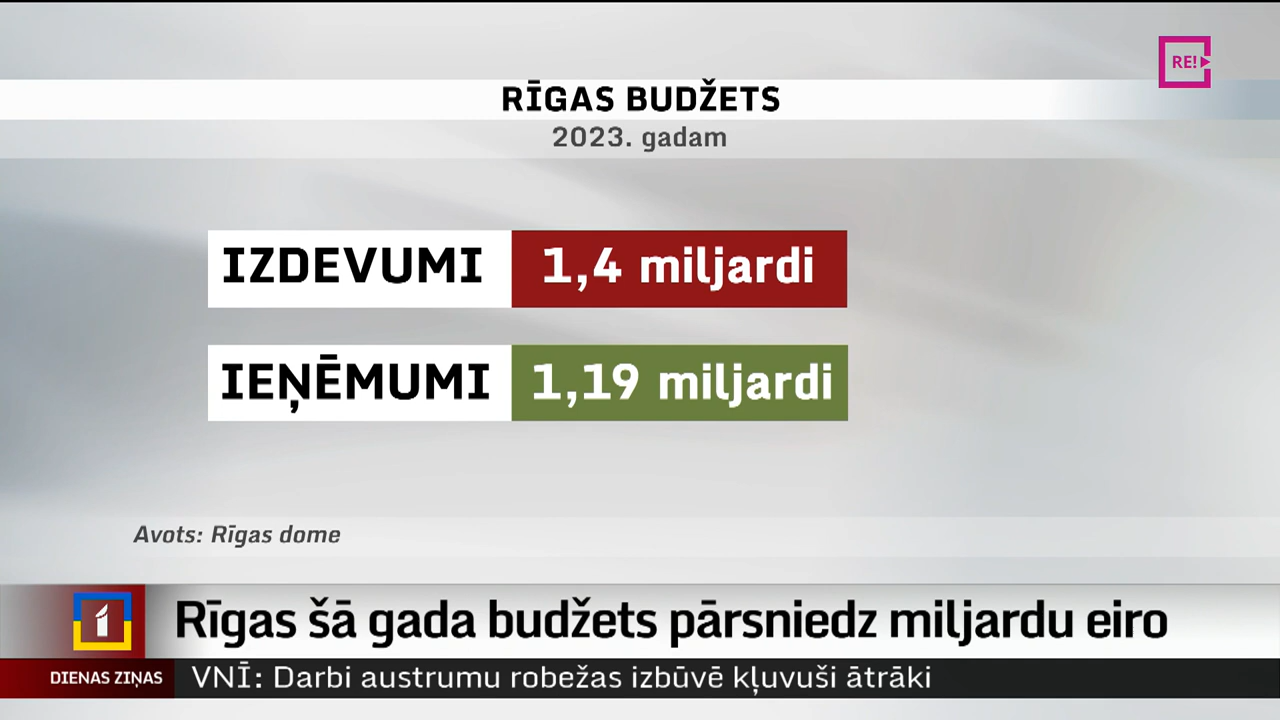 RE!
RĪGAS BUDŽETS
2023. gadam
IZDEVUMI 1,4 miljardi
IEŅĒMUMI 1,19 miljardi
Avots: Rīgas dome
1 Rīgas šā gada budžets pārsniedz miljardu eiro
DIENAS ZIŅAS VNĪ: Darbi austrumu robežas izbūvē kļuvuši ātrāki